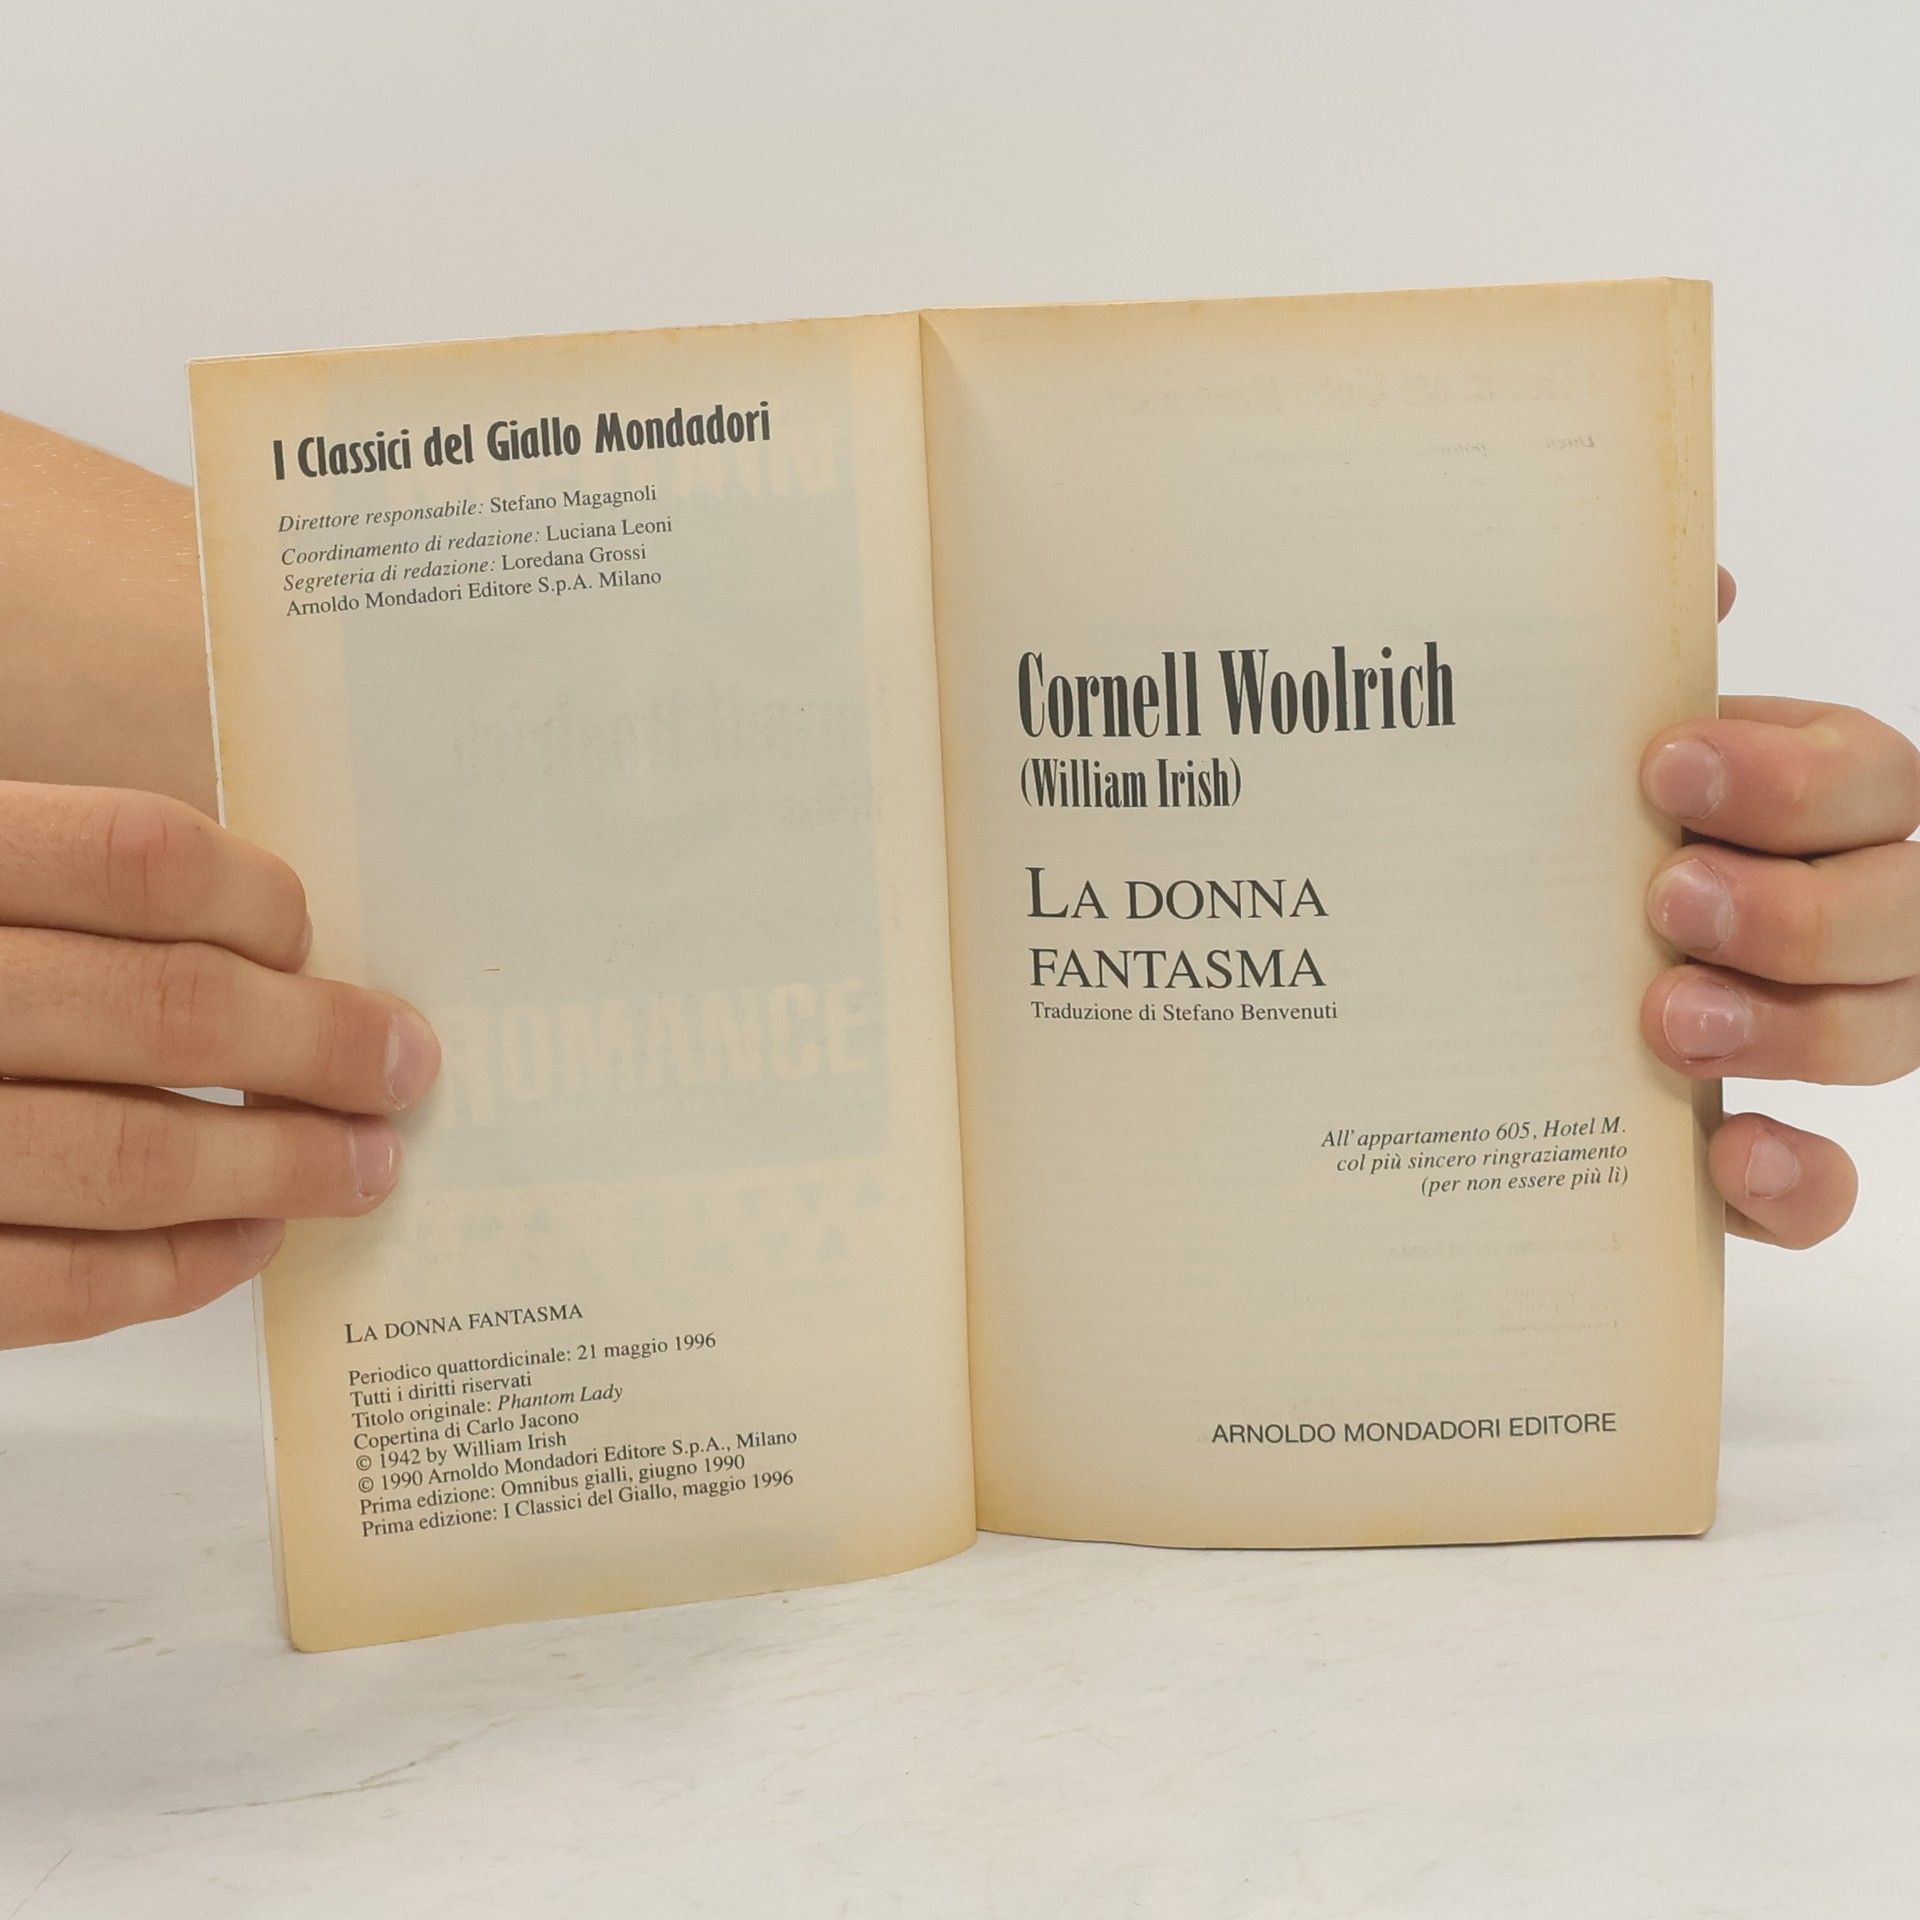 I Classici del Giallo Mondadori
Direttore responsabile: Stefano Magagnoli
Coordinamento di redazione: Luciana Leoni
Segreteria di redazione: Loredana Grossi
Arnoldo Mondadori Editore S.p.A. Milano
LA DONNA FANTASMA
Periodico quattordicinale: 21 maggio 1996
Tutti i diritti riservati
Titolo originale: Phantom Lady
Copertina di Carlo Jacono
© 1942 by William Irish
© 1990 Arnoldo Mondadori Editore S.p.A., Milano
Prima edizione: Omnibus gialli, giugno 1990
Prima edizione: I Classici del Giallo, maggio 1996
Cornell Woolrich
(William Irish)
LA DONNA
FANTASMA
Traduzione di Stefano Benvenuti
All'appartamento 605, Hotel M.
col più sincero ringraziamento
(per non essere più lì)
ARNOLDO MONDADORI EDITORE